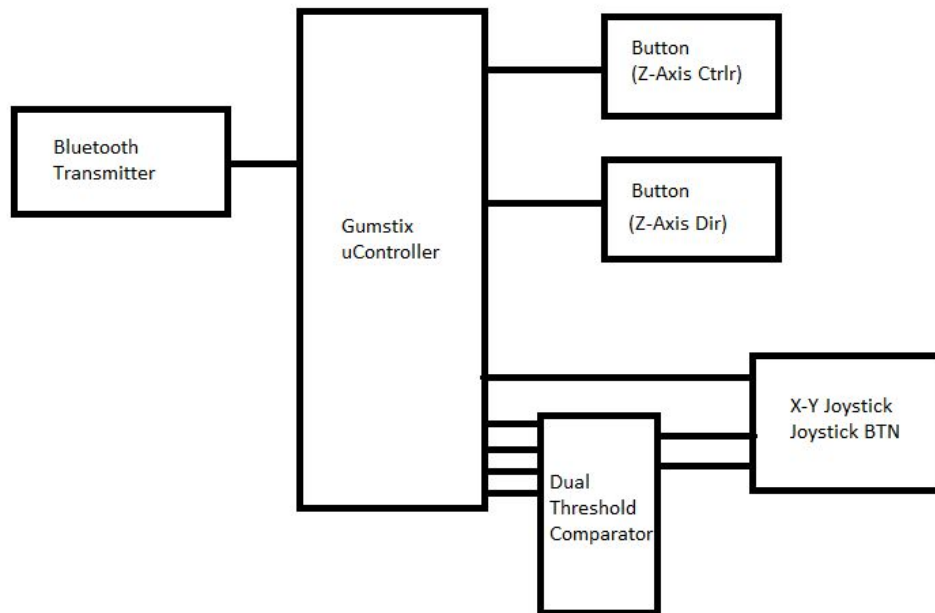 Button
(Z-Axis Ctrlr)
Bluetooth
Transmitter
Button
(Z-Axis Dir)
Gumstix
uController
X-Y Joystick
Joystick BTN
Dual
Threshold
Comparator